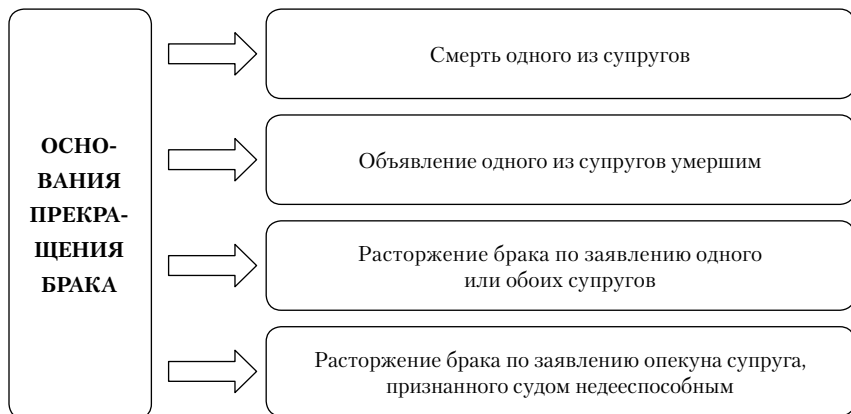 ОСНО-
ВАНИЯ
ПРЕКРА-
ЩЕНИЯ
БРАКА
Смерть одного из супругов
Объявление одного из супругов умершим
Расторжение брака по заявлению одного
или обоих супругов
Расторжение брака по заявлению опекуна супруга,
признанного судом недееспособным